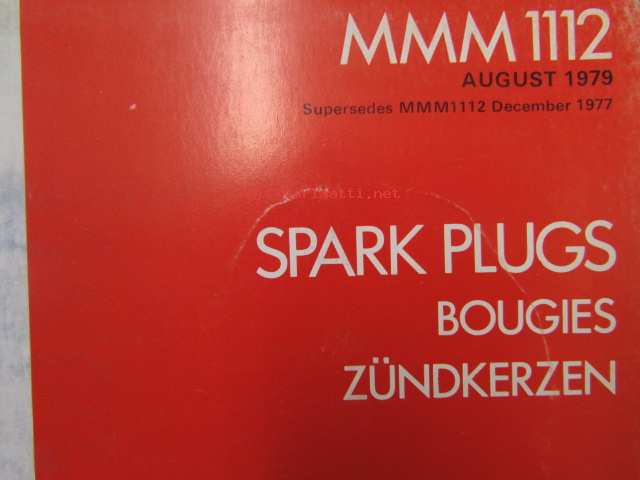 MMM 1112
AUGUST 1979
Supersedes MMM1112 December 1977
SPARK PLUGS
BOUGIES
ZÜNDKERZEN